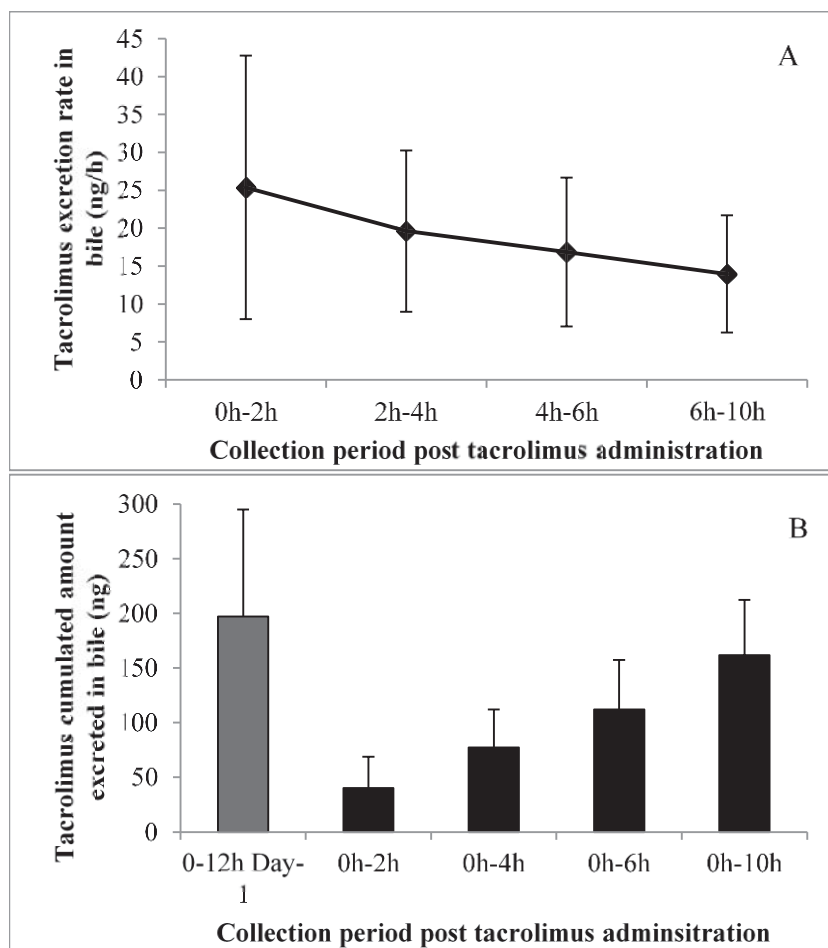 A
Tacrolimus excretion rate in
bile (ng/h)
45
40
35
30
25
20
15
10
5
0
0h-2h 2h-4h 4h-6h 6h-10h
Collection period post tacrolimus administration
B
Tacrolimus cumulated amount
excreted in bile (ng)
300
250
200
150
100
50
0
0-12h Day- 0h-2h 0h-4h 0h-6h 0h-10h
1
Collection period post tacrolimus adminsitration